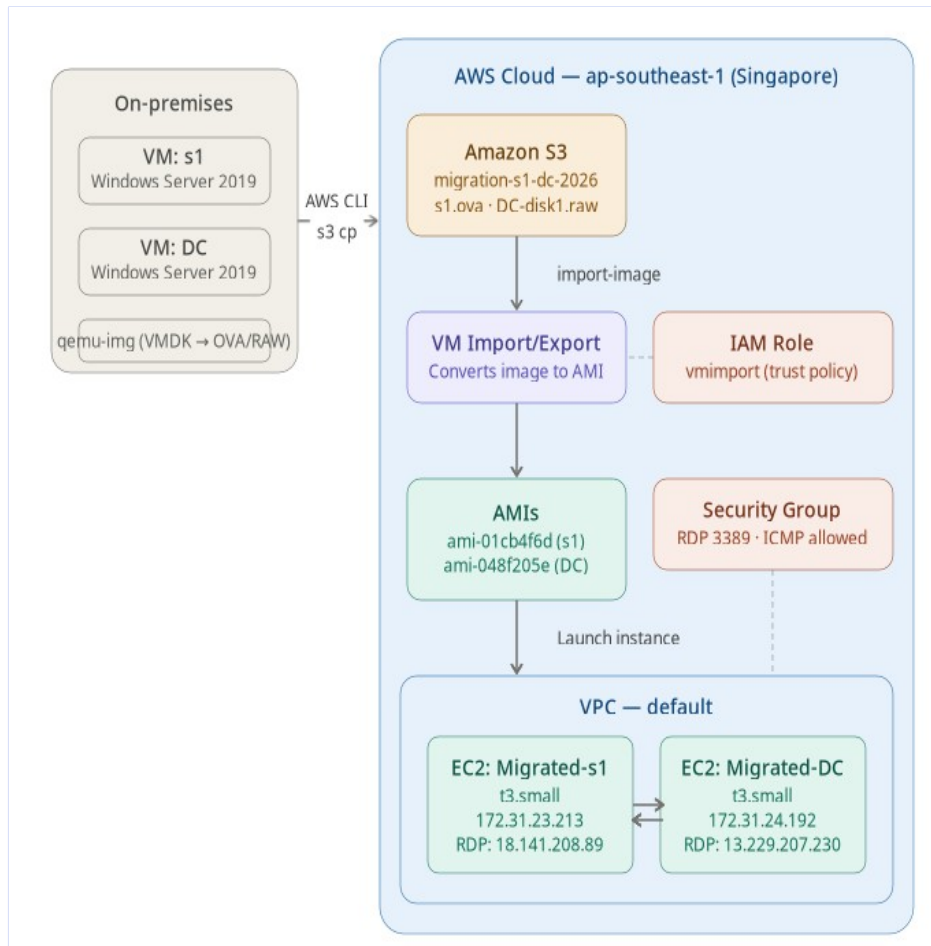 On-premises
VM: s1
Windows Server 2019
VM: DC
Windows Server 2019
qemu-img (VMDK → OVA/RAW)
AWS CLI
s3 cp
AWS Cloud — ap-southeast-1 (Singapore)
Amazon S3
migration-s1-dc-2026
s1.ova · DC-disk1.raw
import-image
VM Import/Export
Converts image to AMI
IAM Role
vmimport (trust policy)
AMIs
ami-01cb4f6d (s1)
ami-048f205e (DC)
Security Group
RDP 3389 · ICMP allowed
Launch instance
VPC — default
EC2: Migrated-s1
t3.small
172.31.23.213
RDP: 18.141.208.89
EC2: Migrated-DC
t3.small
172.31.24.192
RDP: 13.229.207.230